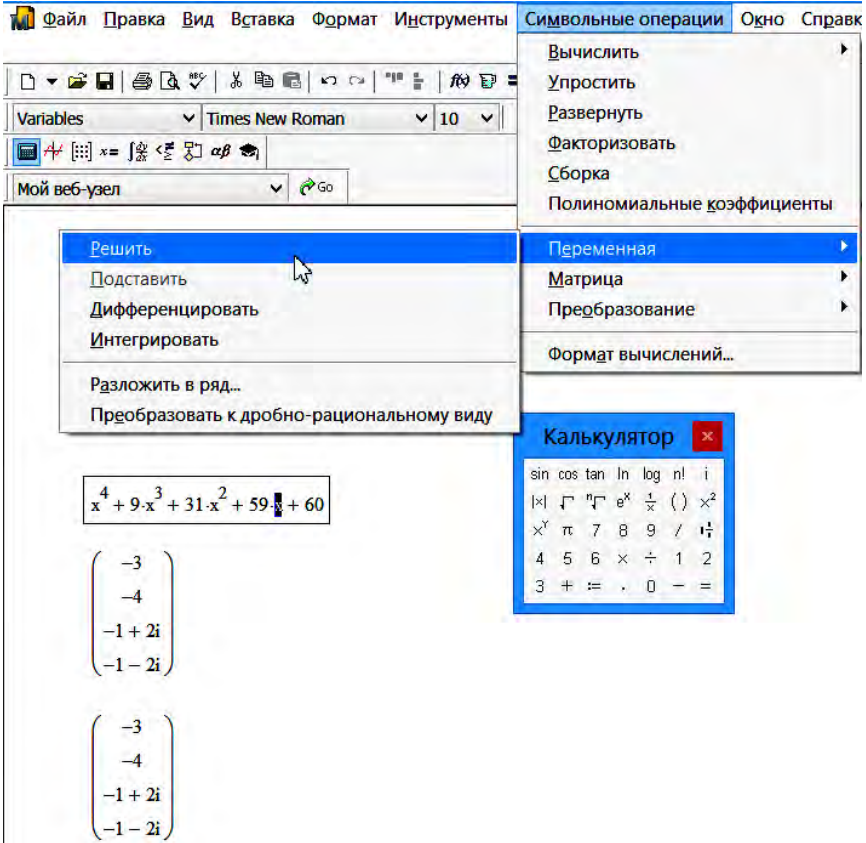 Файл Правка Вид Вставка Формат Инструменты Символьные операции Окно Справк
Variables Times New Roman 10
Мой веб-узел Go
Вычислить
Упростить
Развернуть
Факторизовать
Сборка
Полиномиальные коэффициенты
Переменная
Матрица
Преобразование
Формат вычислений...
Решить
Подставить
Дифференцировать
Интегрировать
Разложить в ряд...
Преобразовать к дробно-рациональному виду
Калькулятор ×
sin cos tan ln log n! i
|x| √ ⁿ√ eˣ 1/x ( ) x²
xʸ π 7 8 9 /
4 5 6 × ÷ 1 2
3 + := . 0 − =
x⁴ + 9·x³ + 31·x² + 59·x + 60
−3
−4
−1 + 2i
−1 − 2i
−3
−4
−1 + 2i
−1 − 2i